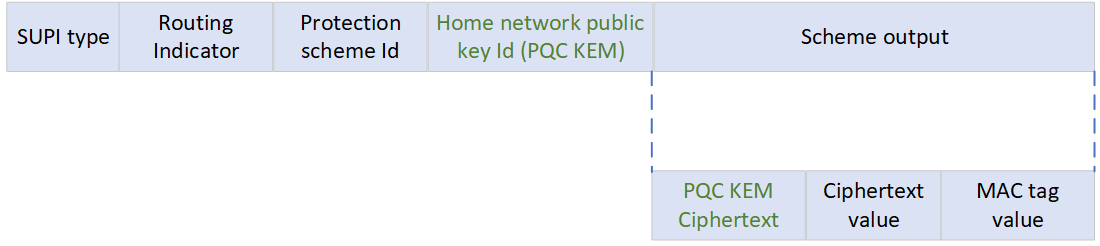 SUPI type
Routing
Indicator
Protection
scheme Id
Home network public
key Id (PQC KEM)
Scheme output
PQC KEM
Ciphertext
Ciphertext
value
MAC tag
value